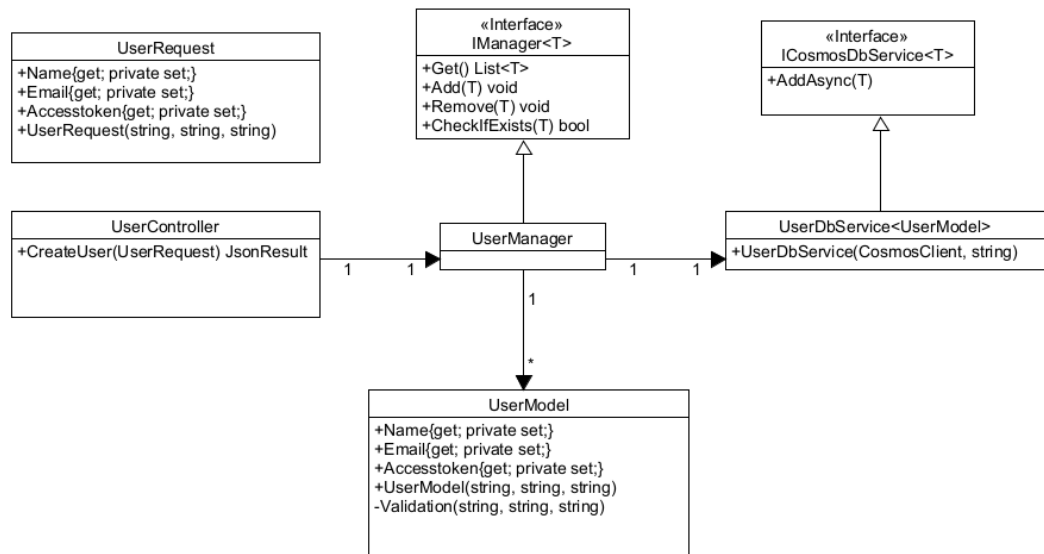 UserRequest
+Name{get; private set;}
+Email{get; private set;}
+Accesstoken{get; private set;}
+UserRequest(string, string, string)
«Interface»
IManager<T>
+Get() List<T>
+Add(T) void
+Remove(T) void
+CheckIfExists(T) bool
«Interface»
ICosmosDbService<T>
+AddAsync(T)
UserController
+CreateUser(UserRequest) JsonResult
1
1
UserManager
1
1
UserDbService<UserModel>
+UserDbService(CosmosClient, string)
1
*
UserModel
+Name{get; private set;}
+Email{get; private set;}
+Accesstoken{get; private set;}
+UserModel(string, string, string)
-Validation(string, string, string)